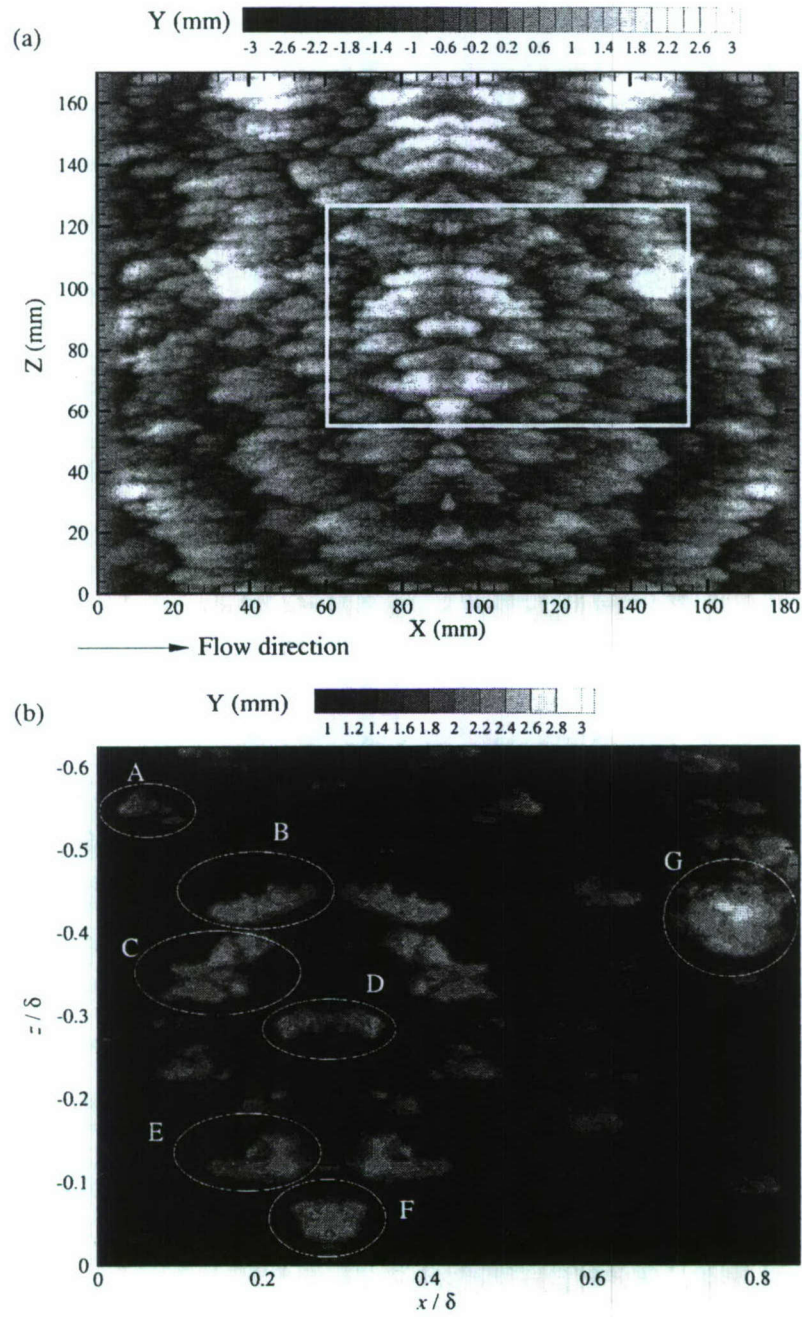 (a)
Y (mm)
-3 -2.6 -2.2 -1.8 -1.4 -1 -0.6 -0.2 0.2 0.6 1 1.4 1.8 2.2 2.6 3
160
140
120
100
80
60
40
20
0
Z (mm)
0 20 40 60 80 100 120 140 160 180
X (mm)
Flow direction
(b)
Y (mm)
1 1.2 1.4 1.6 1.8 2 2.2 2.4 2.6 2.8 3
-0.6
-0.5
-0.4
-0.3
-0.2
-0.1
0
z / δ
A
B
G
C
D
E
F
0 0.2 0.4 0.6 0.8
x / δ